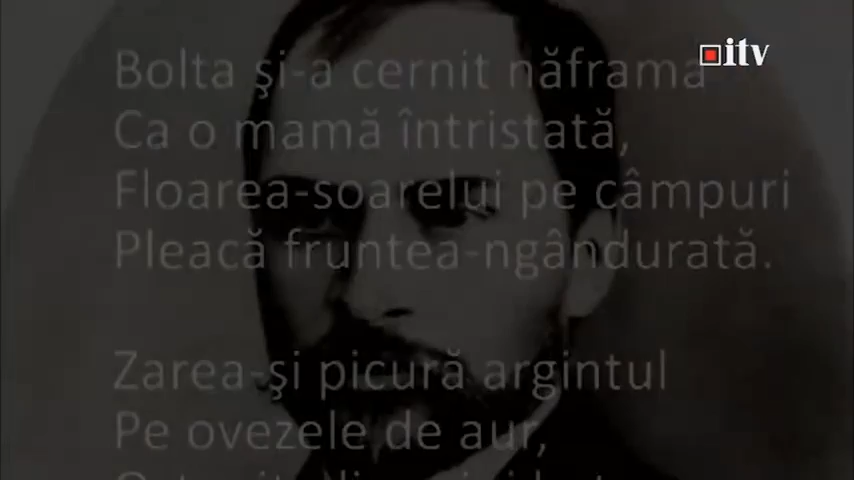 itv
Bolta şi-a cernit năframa
Ca o mamă întristată,
Floarea-soarelui pe câmpuri
Pleacă fruntea-ngândurată.
Zarea-şi picură argintul
Pe ovezele de aur,